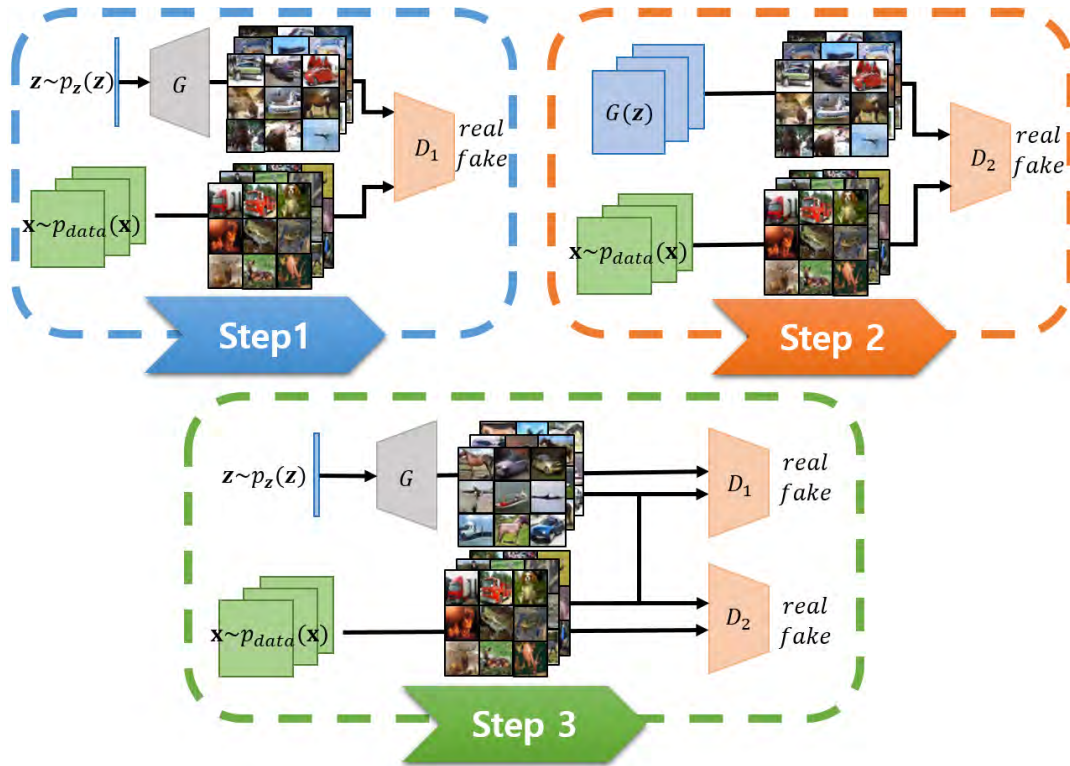 z~p_z(z)
G
D_1
real
fake
x~p_data(x)
Step1
G(z)
D_2
real
fake
x~p_data(x)
Step 2
z~p_z(z)
G
D_1
real
fake
x~p_data(x)
D_2
real
fake
Step 3